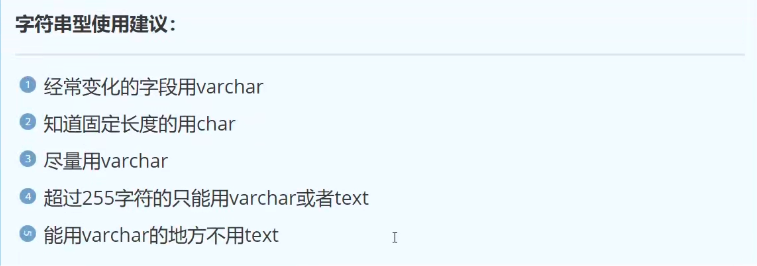 字符串型使用建议：
1 经常变化的字段用varchar
2 知道固定长度的用char
3 尽量用varchar
4 超过255字符的只能用varchar或者text
5 能用varchar的地方不用text